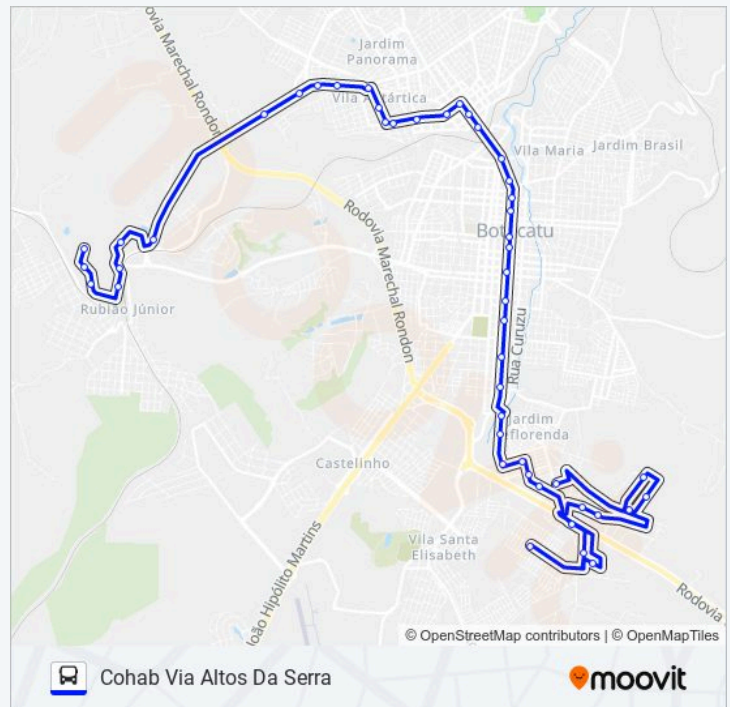 Jardim
Panorama
Rodovia Marechal Rondon
Vila Antártica
Vila Maria
Jardim Brasil
Rodovia Marechal Rondon
Botucatu
Rubião Júnior
Rua Curuzu
Jardim
Reflorenda
Castelinho
Vila Santa
Elisabeth
João Hipólito Martins
Rodovia
© OpenStreetMap contributors | © OpenMapTiles
Cohab Via Altos Da Serra
moovit